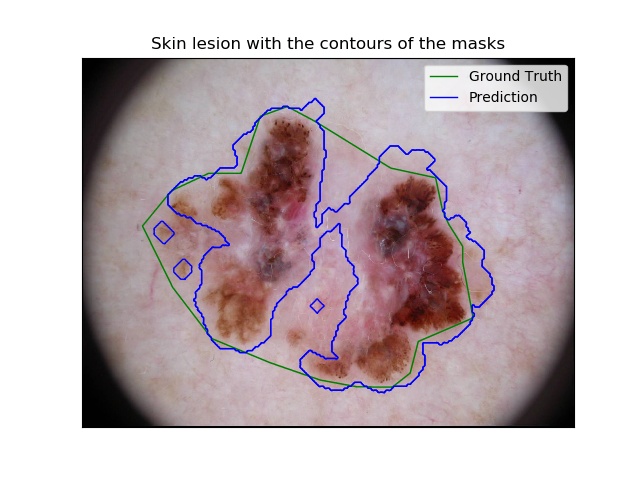 Skin lesion with the contours of the masks
Ground Truth
Prediction